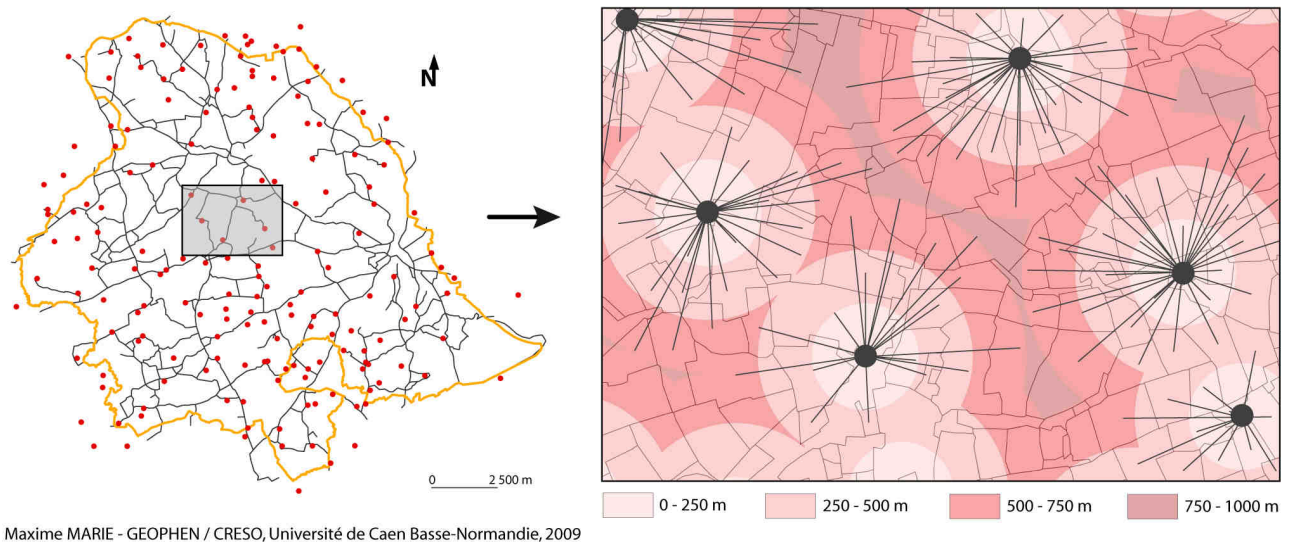 N
0 2 500 m
0 - 250 m 250 - 500 m 500 - 750 m 750 - 1000 m
Maxime MARIE - GEOPHEN / CRESO, Université de Caen Basse-Normandie, 2009